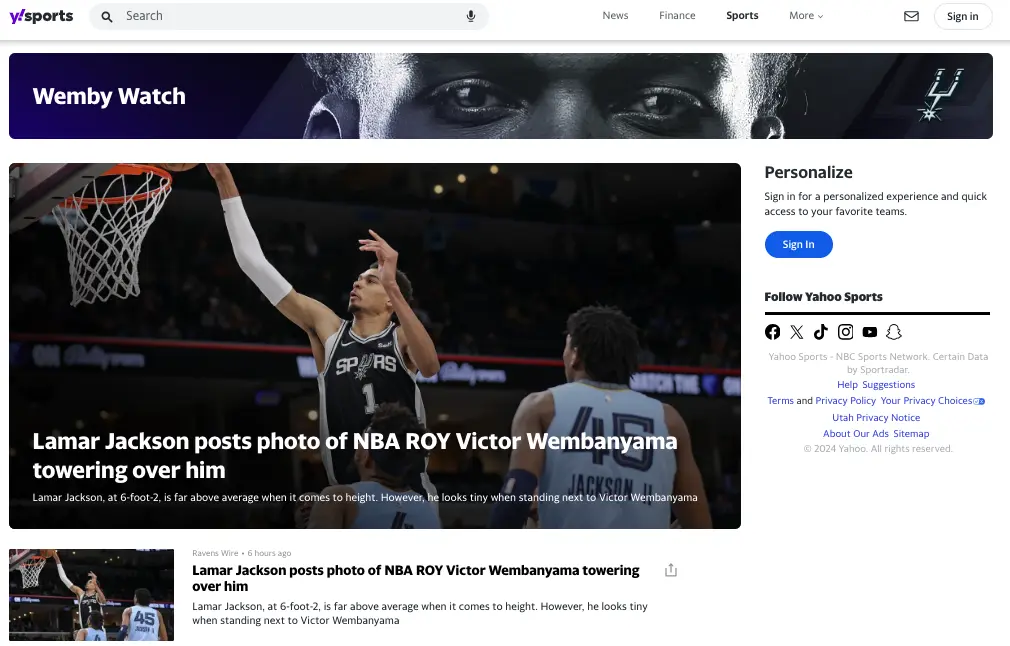 y!sports
Search
News
Finance
Sports
More
Sign in
Wemby Watch
Personalize
Sign in for a personalized experience and quick
access to your favorite teams.
Sign In
SPURS
1
45
JACKSON
Lamar Jackson posts photo of NBA ROY Victor Wembanyama
towering over him
Lamar Jackson, at 6-foot-2, is far above average when it comes to height. However, he looks tiny when standing next to Victor Wembanyama
Follow Yahoo Sports
Yahoo Sports - NBC Sports Network. Certain Data
by Sportradar.
Help Suggestions
Terms and Privacy Policy Your Privacy Choices
Utah Privacy Notice
About Our Ads Sitemap
© 2024 Yahoo. All rights reserved.
Ravens Wire • 6 hours ago
Lamar Jackson posts photo of NBA ROY Victor Wembanyama towering
over him
Lamar Jackson, at 6-foot-2, is far above average when it comes to height. However, he looks tiny
when standing next to Victor Wembanyama
45